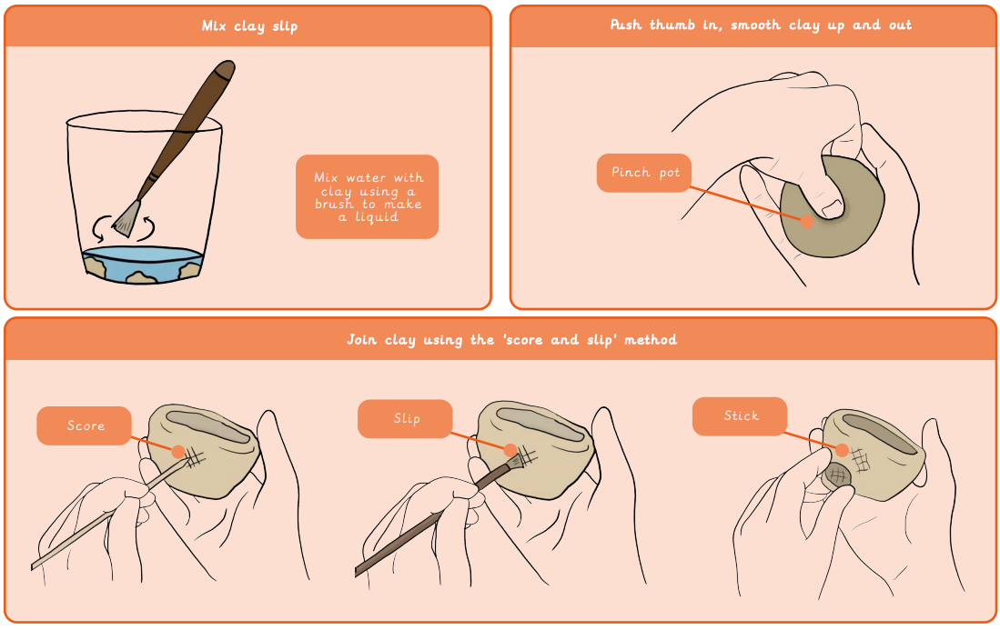 Mix clay slip
Mix water with
clay using a
brush to make
a liquid
Push thumb in, smooth clay up and out
Pinch pot
Join clay using the 'score and slip' method
Score
Slip
Stick